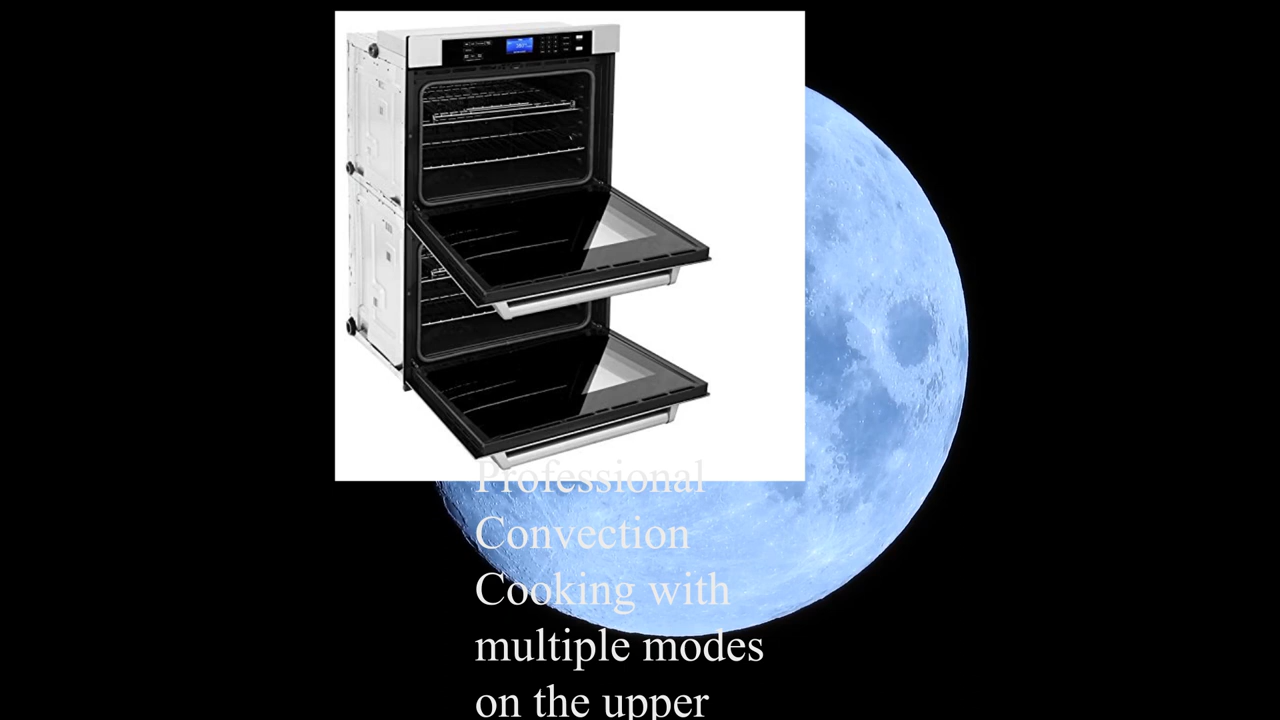 Professional
Convection
Cooking with
multiple modes
on the upper